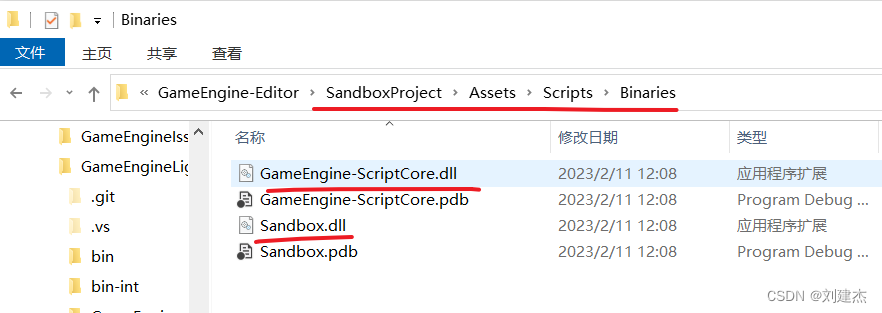 Binaries
文件 主页 共享 查看
« GameEngine-Editor > SandboxProject > Assets > Scripts > Binaries
名称 修改日期 类型
GameEngineIss
GameEngineLig
.git
.vs
bin
bin-int
GameEngine-ScriptCore.dll 2023/2/11 12:08 应用程序扩展
GameEngine-ScriptCore.pdb 2023/2/11 12:08 Program Debug ...
Sandbox.dll 2023/2/11 12:08 应用程序扩展
Sandbox.pdb 2023/2/11 12:08 Program Debug ...
CSDN @刘建杰